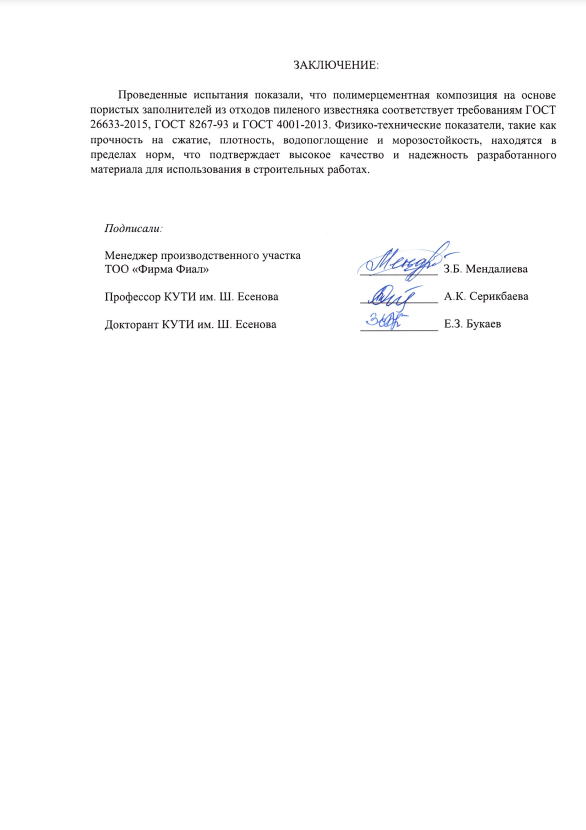 ЗАКЛЮЧЕНИЕ:
Проведенные испытания показали, что полимерцементная композиция на основе
пористых заполнителей из отходов пиленого известняка соответствует требованиям ГОСТ
26633-2015, ГОСТ 8267-93 и ГОСТ 4001-2013. Физико-технические показатели, такие как
прочность на сжатие, плотность, водопоглощение и морозостойкость, находятся в
пределах норм, что подтверждает высокое качество и надежность разработанного
материала для использования в строительных работах.
Подписали:
Менеджер производственного участка
ТОО «Фирма Фиал» З.Б. Мендалиева
Профессор КУТИ им. Ш. Есенова А.К. Серикбаева
Докторант КУТИ им. Ш. Есенова Е.З. Букаев